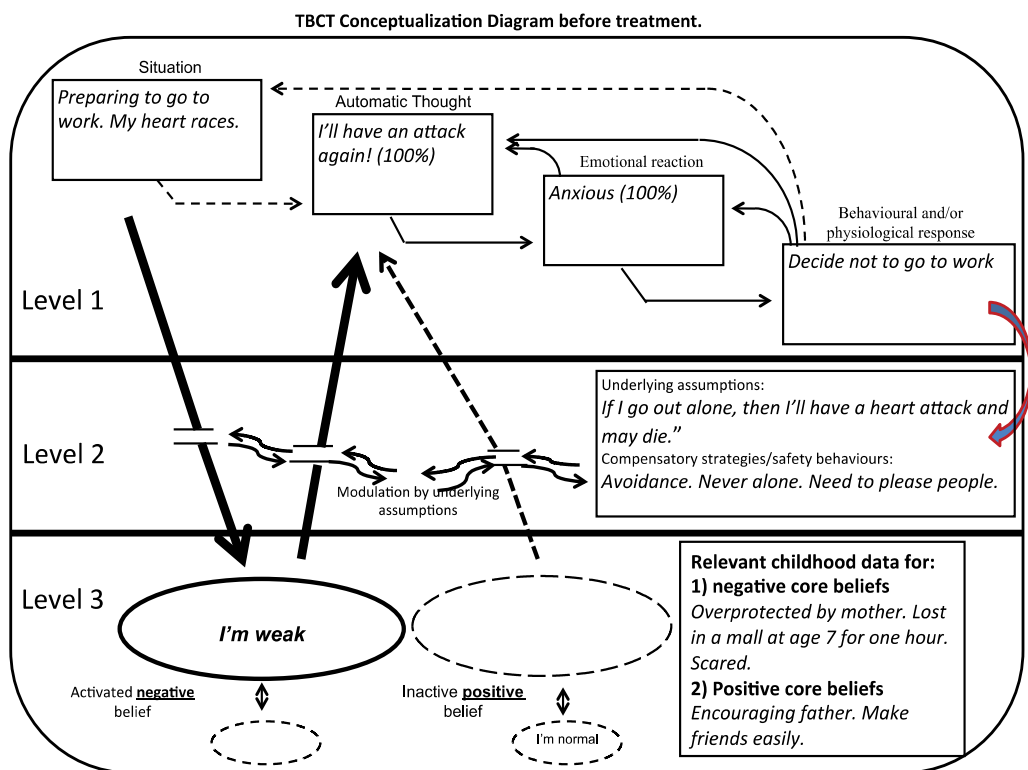 TBCT Conceptualization Diagram before treatment.
Situation
Preparing to go to
work. My heart races.
Automatic Thought
I'll have an attack
again! (100%)
Emotional reaction
Anxious (100%)
Behavioural and/or
physiological response
Decide not to go to work
Level 1
Underlying assumptions:
If I go out alone, then I'll have a heart attack and
may die.”
Compensatory strategies/safety behaviours:
Avoidance. Never alone. Need to please people.
Level 2
Modulation by underlying
assumptions
Level 3
I'm weak
Activated negative
belief
Inactive positive
belief
I'm normal
Relevant childhood data for:
1) negative core beliefs
Overprotected by mother. Lost
in a mall at age 7 for one hour.
Scared.
2) Positive core beliefs
Encouraging father. Make
friends easily.